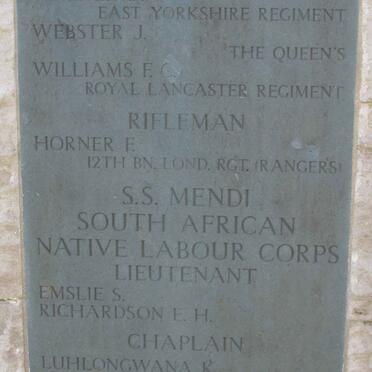 EAST YORKSHIRE REGIMENT
WEBSTER J.
THE QUEEN'S
WILLIAMS F. C.
ROYAL LANCASTER REGIMENT
RIFLEMAN
HORNER F.
12TH BN. LOND. RGT. (RANGERS)
S.S. MENDI
SOUTH AFRICAN
NATIVE LABOUR CORPS
LIEUTENANT
EMSLIE S.
RICHARDSON E. H.
CHAPLAIN
LUHLONGWANA K.